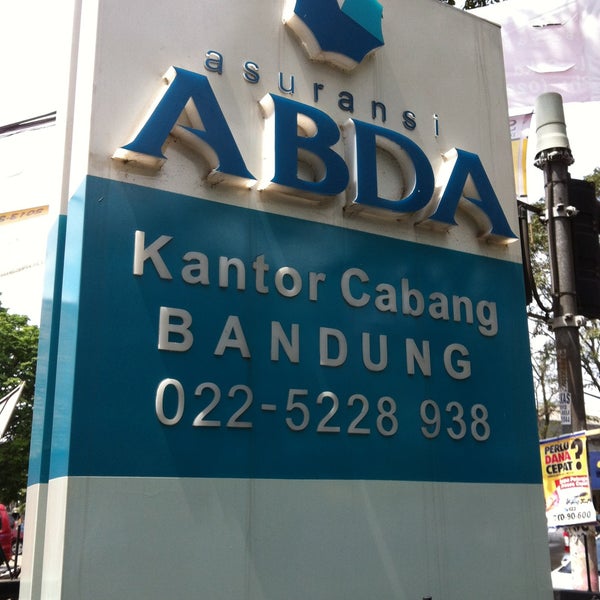 asuransi
ABDA
Kantor Cabang
BANDUNG
022-5228 938
PERLU
DANA
CEPAT
?